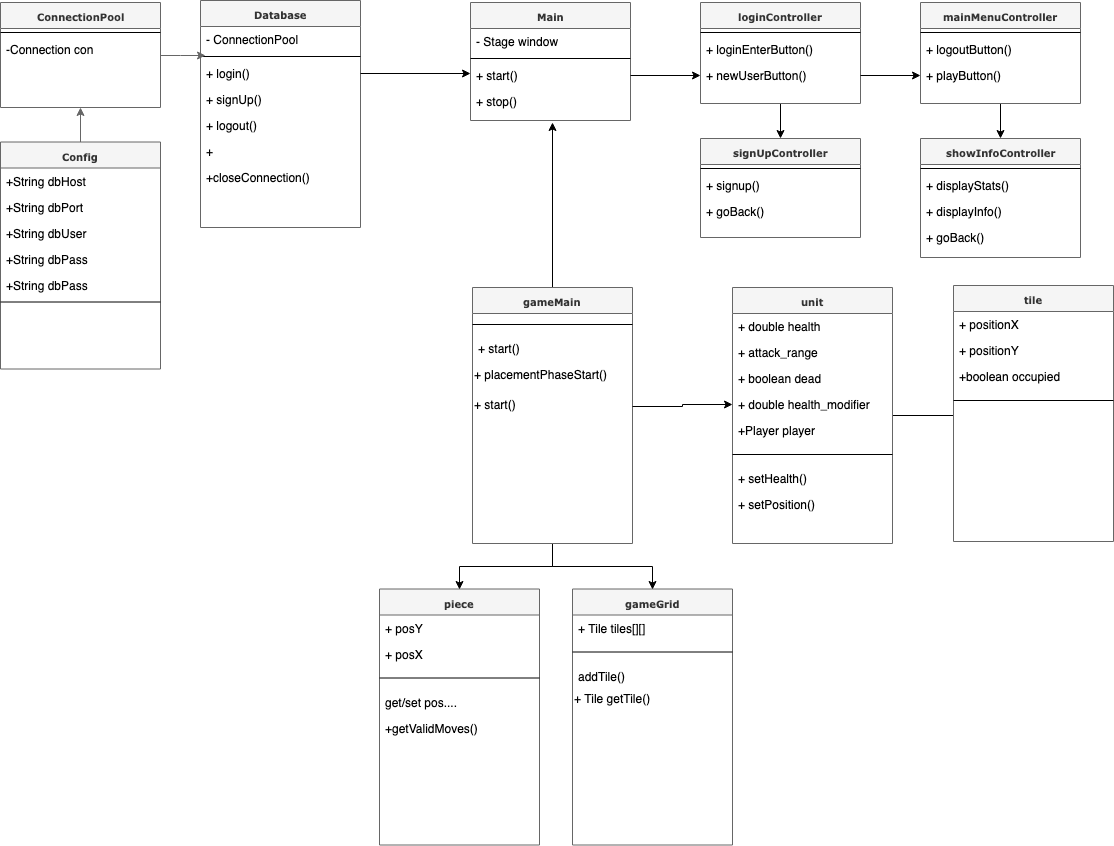 ConnectionPool
-Connection con
Database
- ConnectionPool
+ login()
+ signUp()
+ logout()
+
+closeConnection()
Main
- Stage window
+ start()
+ stop()
loginController
+ loginEnterButton()
+ newUserButton()
mainMenuController
+ logoutButton()
+ playButton()
Config
+String dbHost
+String dbPort
+String dbUser
+String dbPass
+String dbPass
signUpController
+ signup()
+ goBack()
showInfoController
+ displayStats()
+ displayInfo()
+ goBack()
gameMain
+ start()
+ placementPhaseStart()
+ start()
unit
+ double health
+ attack_range
+ boolean dead
+ double health_modifier
+Player player
+ setHealth()
+ setPosition()
tile
+ positionX
+ positionY
+boolean occupied
piece
+ posY
+ posX
get/set pos....
+getValidMoves()
gameGrid
+ Tile tiles[][]
addTile()
+ Tile getTile()